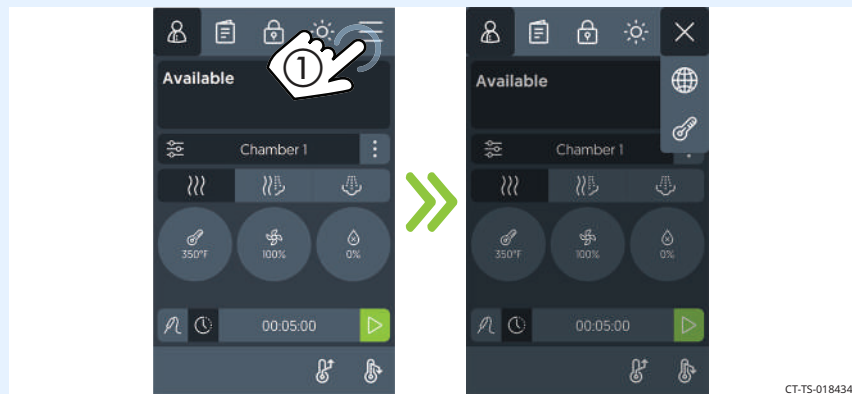 ①
Available
Chamber 1
350°F
100%
0%
00:05:00
Available
Chamber 1
350°F
100%
0%
00:05:00
CT-TS-018434